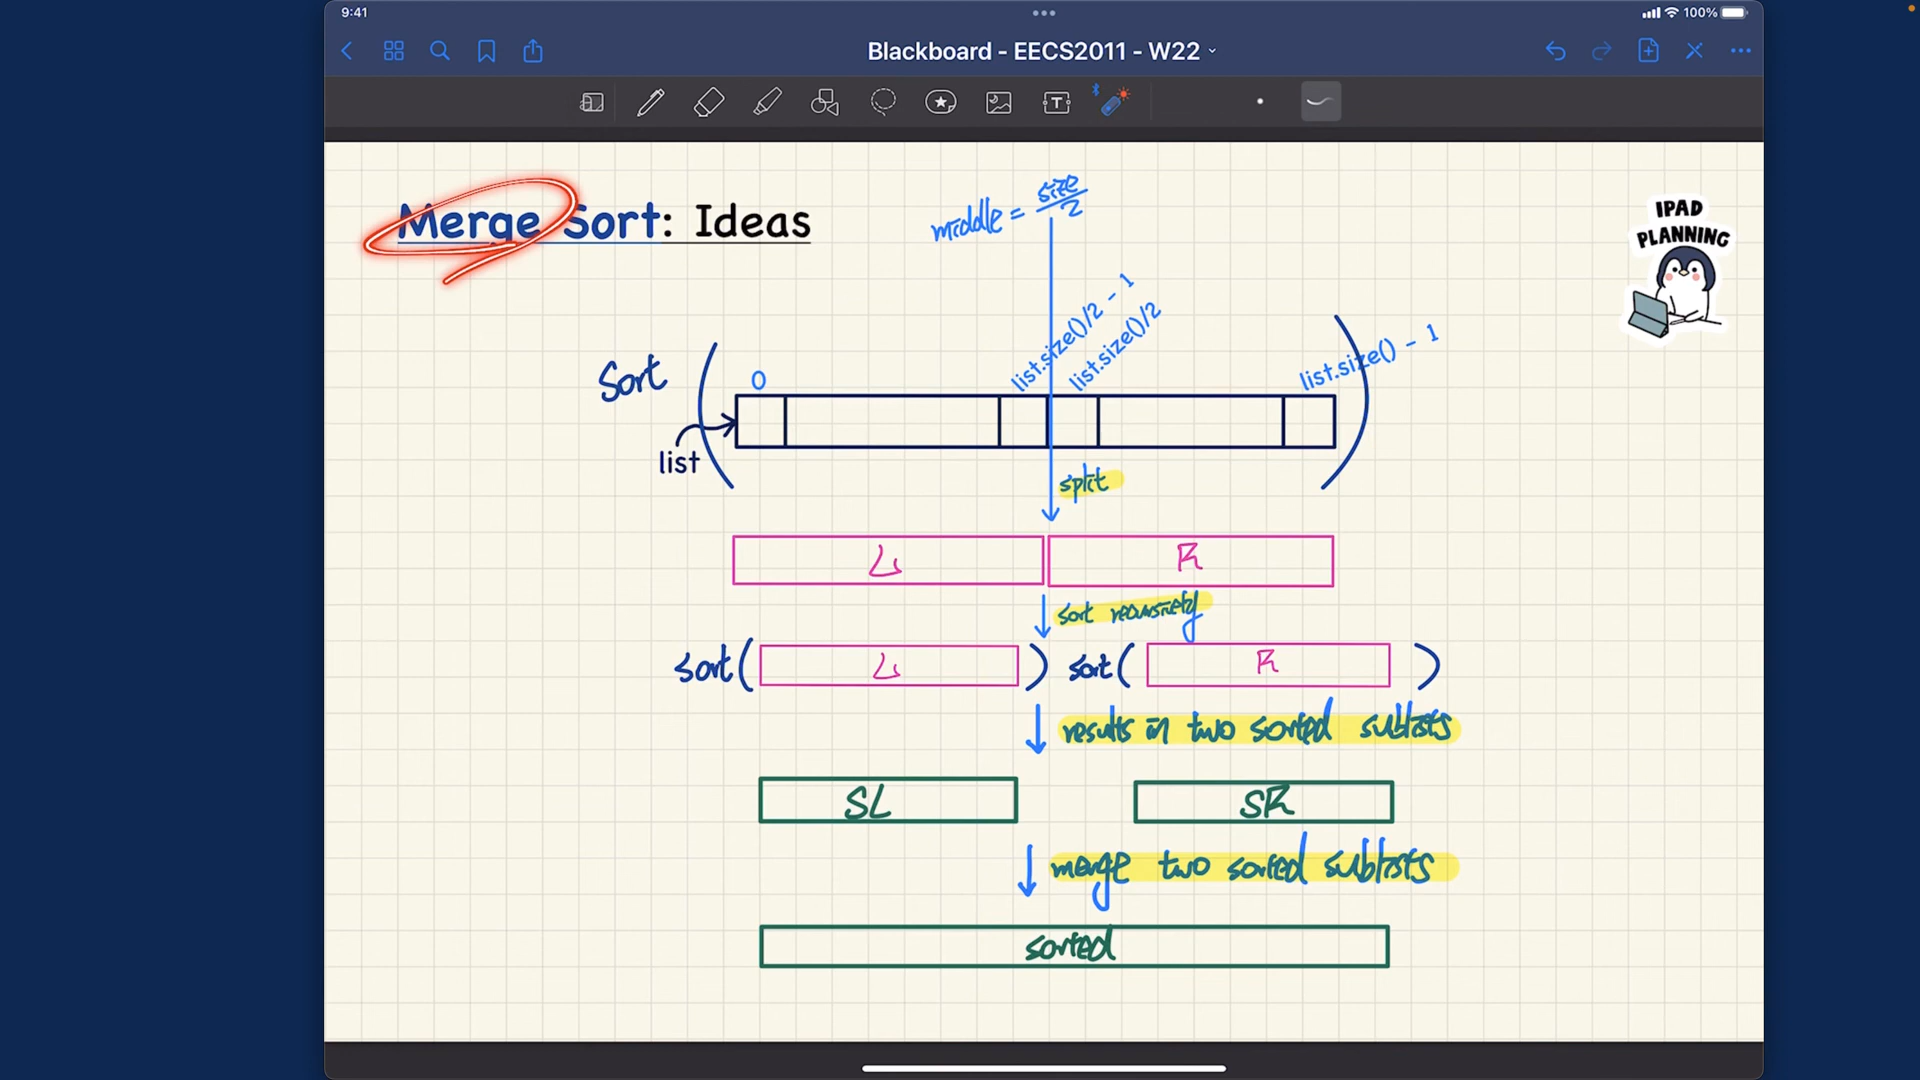 9:41
100%
Blackboard - EECS2011 - W22
T
Merge Sort: Ideas
middle = size/2
IPAD
PLANNING
list.size()/2 - 1
list.size()/2
list.size() - 1
Sort
0
list
split
L R
sort recursively
sort( L ) sort( R )
results in two sorted sublists
SL SR
merge two sorted sublists
sorted